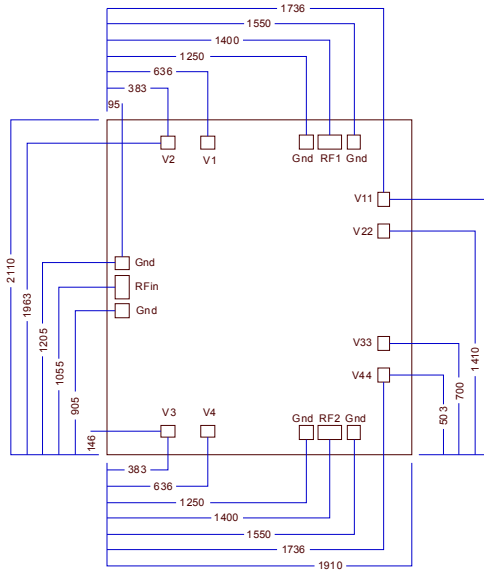 1736
1550
1400
1250
636
383
95
V2
V1
Gnd
RF1
Gnd
V11
V22
Gnd
RFin
Gnd
2110
1963
1205
1055
905
146
V33
V44
1410
700
503
V3
V4
Gnd
RF2
Gnd
383
636
1250
1400
1550
1736
1910